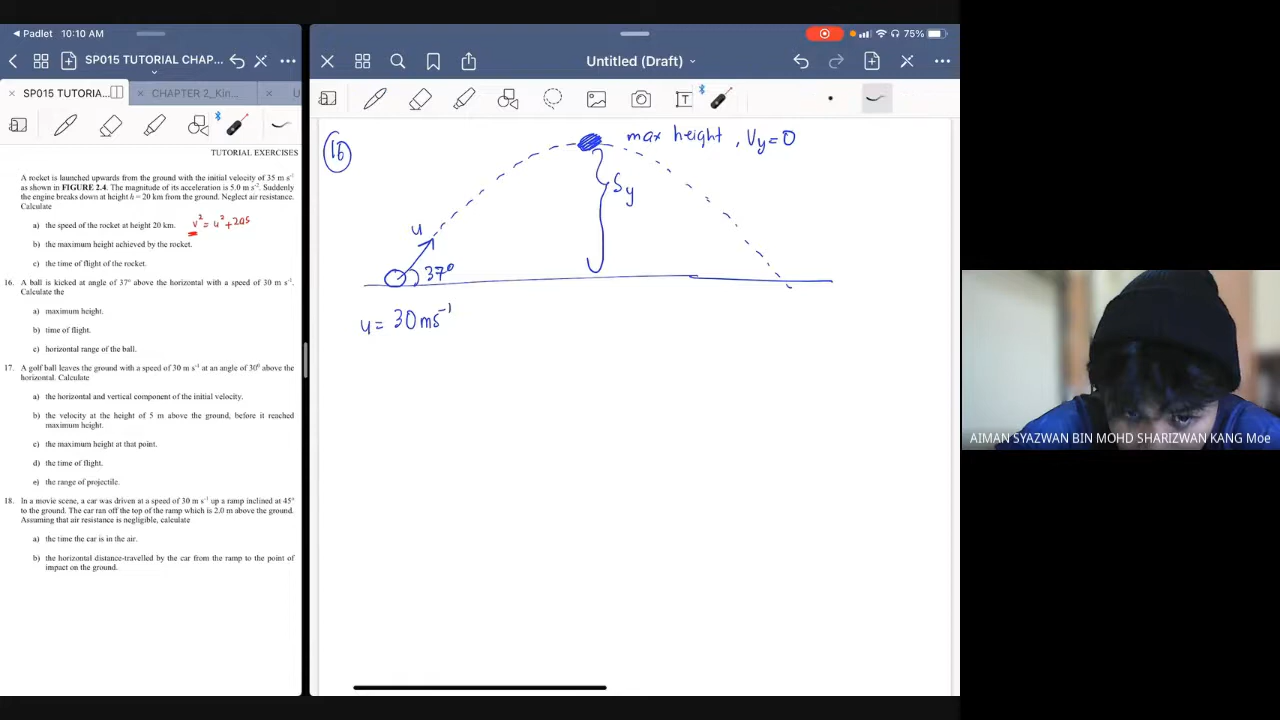 Padlet 10:10 AM
75%
SP015 TUTORIAL CHAP...
Untitled (Draft)
SP015 TUTORIA...
CHAPTER 2_Kin...
TUTORIAL EXERCISES
A rocket is launched upwards from the ground with the initial velocity of 35 m s⁻¹
as shown in FIGURE 2.4. The magnitude of its acceleration is 5.0 m s⁻². Suddenly
the engine breaks down at height h = 20 km from the ground. Neglect air resistance.
Calculate
a) the speed of the rocket at height 20 km. v² = u² + 2as
b) the maximum height achieved by the rocket.
c) the time of flight of the rocket.
16. A ball is kicked at angle of 37° above the horizontal with a speed of 30 m s⁻¹.
Calculate the
a) maximum height.
b) time of flight.
c) horizontal range of the ball.
17. A golf ball leaves the ground with a speed of 30 m s⁻¹ at an angle of 30⁰ above the
horizontal. Calculate
a) the horizontal and vertical component of the initial velocity.
b) the velocity at the height of 5 m above the ground, before it reached
maximum height.
c) the maximum height at that point.
d) the time of flight.
e) the range of projectile.
18. In a movie scene, a car was driven at a speed of 30 m s⁻¹ up a ramp inclined at 45°
to the ground. The car ran off the top of the ramp which is 2.0 m above the ground.
Assuming that air resistance is negligible, calculate
a) the time the car is in the air.
b) the horizontal distance-travelled by the car from the ramp to the point of
impact on the ground.
16
max height, Vy=0
Sy
u
37°
u = 30ms⁻¹
AIMAN SYAZWAN BIN MOHD SHARIZWAN KANG Moe